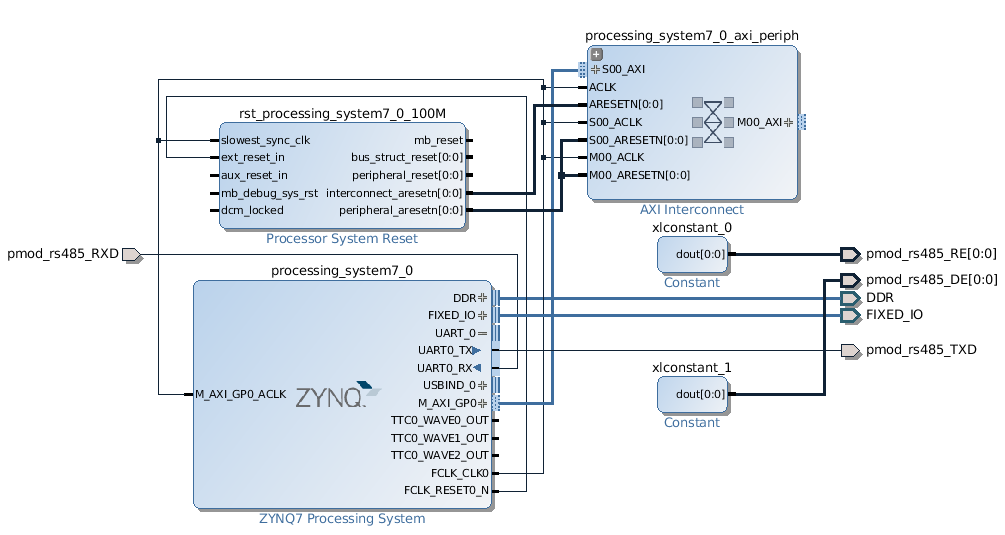 processing_system7_0_axi_periph
S00_AXI
ACLK
ARESETN[0:0]
S00_ACLK
S00_ARESETN[0:0]
M00_ACLK
M00_ARESETN[0:0]
M00_AXI
AXI Interconnect
rst_processing_system7_0_100M
slowest_sync_clk
ext_reset_in
aux_reset_in
mb_debug_sys_rst
dcm_locked
mb_reset
bus_struct_reset[0:0]
peripheral_reset[0:0]
interconnect_aresetn[0:0]
peripheral_aresetn[0:0]
Processor System Reset
pmod_rs485_RXD
xlconstant_0
dout[0:0]
Constant
pmod_rs485_RE[0:0]
pmod_rs485_DE[0:0]
DDR
FIXED_IO
pmod_rs485_TXD
processing_system7_0
M_AXI_GP0_ACLK
ZYNQ
DDR
FIXED_IO
UART_0
UART0_TX
UART0_RX
USBIND_0
M_AXI_GP0
TTC0_WAVE0_OUT
TTC0_WAVE1_OUT
TTC0_WAVE2_OUT
FCLK_CLK0
FCLK_RESET0_N
ZYNQ7 Processing System
xlconstant_1
dout[0:0]
Constant